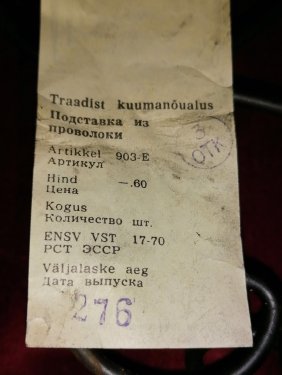 Traadist kuumanõualus
Подставка из
проволоки
Artikkel 903-E
Артикул
Hind —.60
Цена
Kogus
Количество шт.
ENSV VST 17-70
РСТ ЭССР
Väljalaske aeg
Дата выпуска
276
3
ОТК